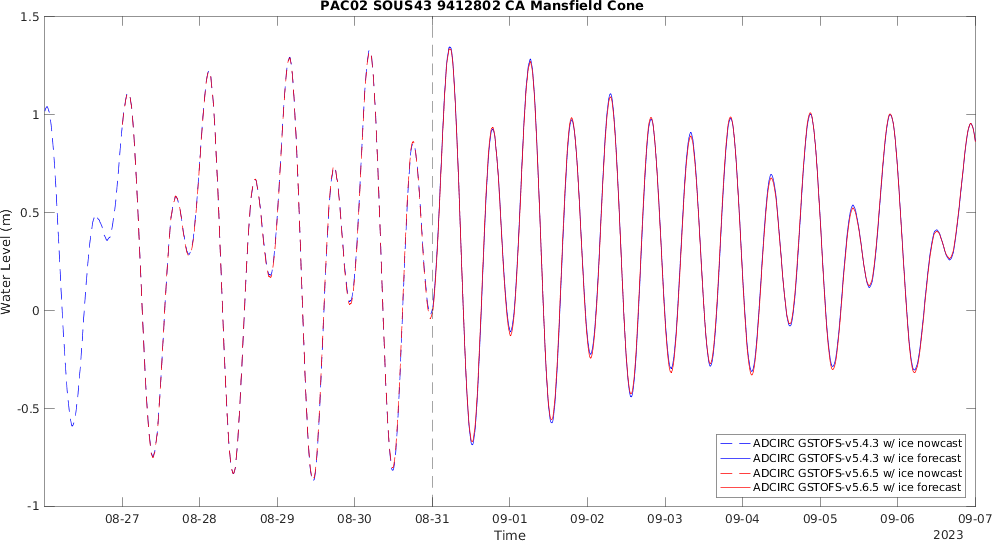 PAC02 SOUS43 9412802 CA Mansfield Cone
1.5
1
0.5
0
-0.5
-1
Water Level (m)
08-27 08-28 08-29 08-30 08-31 09-01 09-02 09-03 09-04 09-05 09-06 09-07
Time
2023
ADCIRC GSTOFS-v5.4.3 w/ ice nowcast
ADCIRC GSTOFS-v5.4.3 w/ ice forecast
ADCIRC GSTOFS-v5.6.5 w/ ice nowcast
ADCIRC GSTOFS-v5.6.5 w/ ice forecast